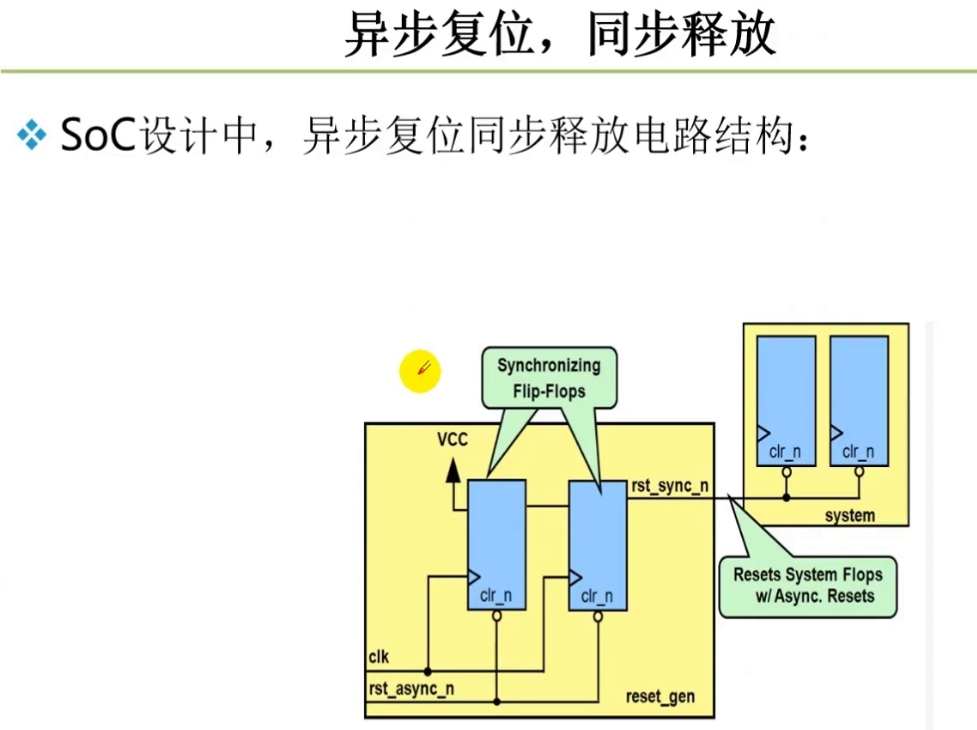 异步复位，同步释放
SoC设计中，异步复位同步释放电路结构：
Synchronizing
Flip-Flops
VCC
clr_n
clr_n
rst_sync_n
clr_n
clr_n
system
Resets System Flops
w/ Async. Resets
clk
rst_async_n
reset_gen